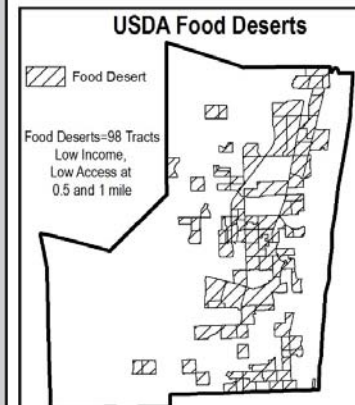 USDA Food Deserts
Food Desert
Food Deserts=98 Tracts
Low Income,
Low Access at
0.5 and 1 mile